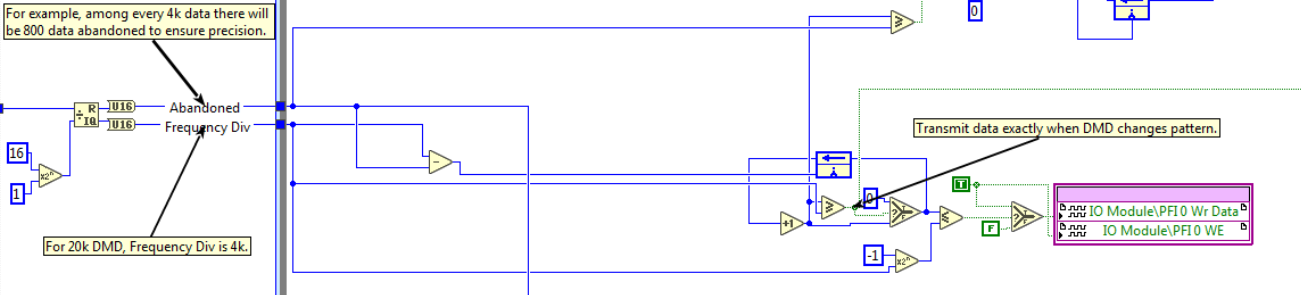 For example, among every 4k data there will
be 800 data abandoned to ensure precision.
0
R
IQ
U16
Abandoned
U16
Frequency Div
16
x2ⁿ
1
Transmit data exactly when DMD changes pattern.
T
0
+1
F
IO Module\PFI 0 Wr Data
IO Module\PFI 0 WE
For 20k DMD, Frequency Div is 4k.
-1
x2ⁿ